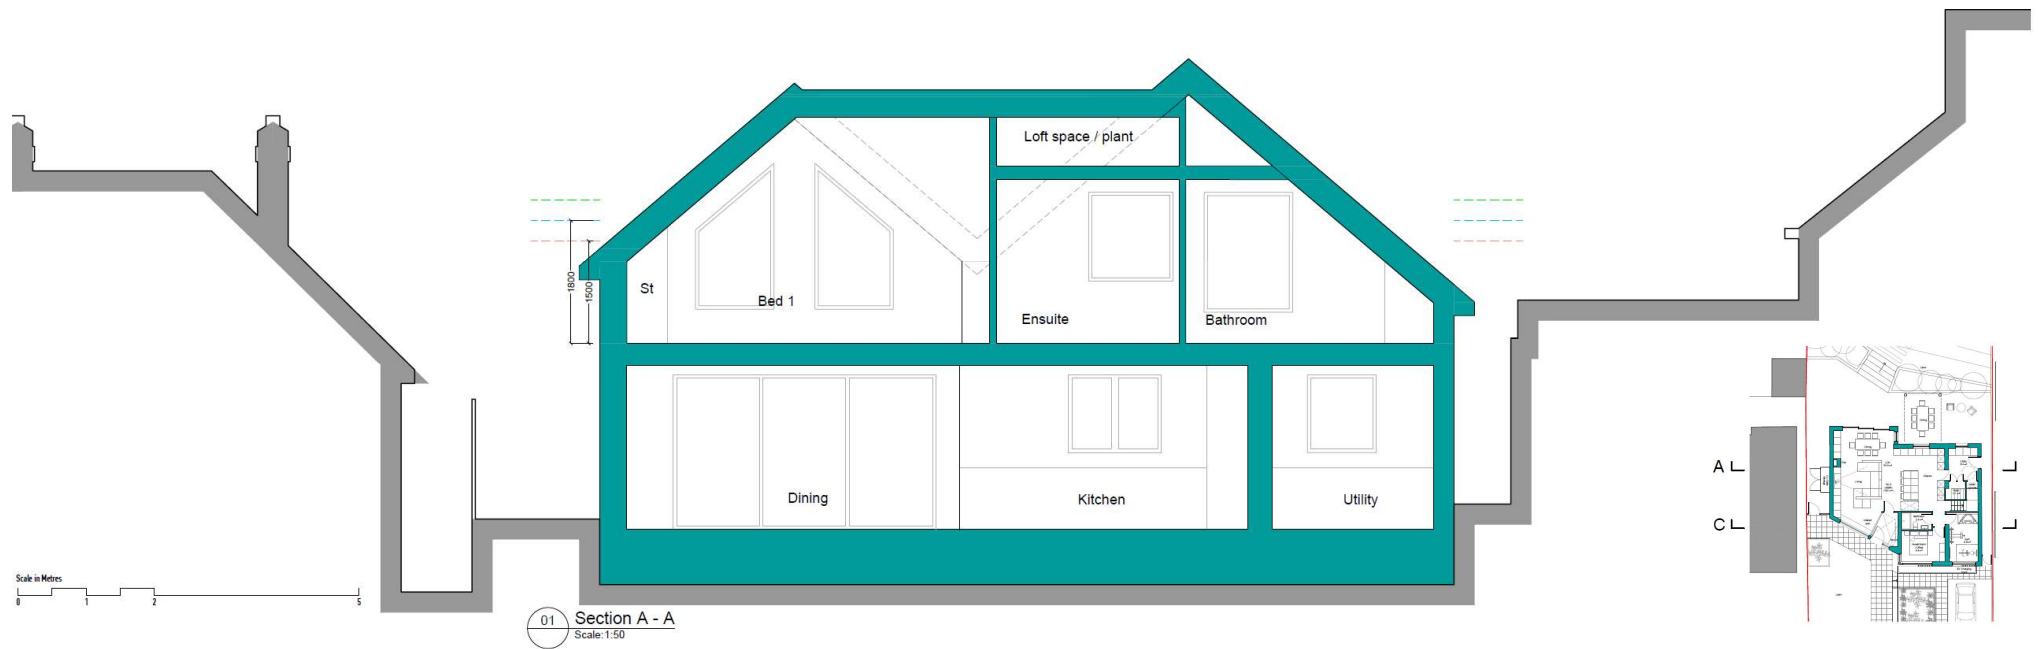 Loft space / plant
St
Bed 1
Ensuite
Bathroom
1800
1500
Dining
Kitchen
Utility
A
C
Scale in Metres
0 1 2 5
01
Section A - A
Scale:1:50